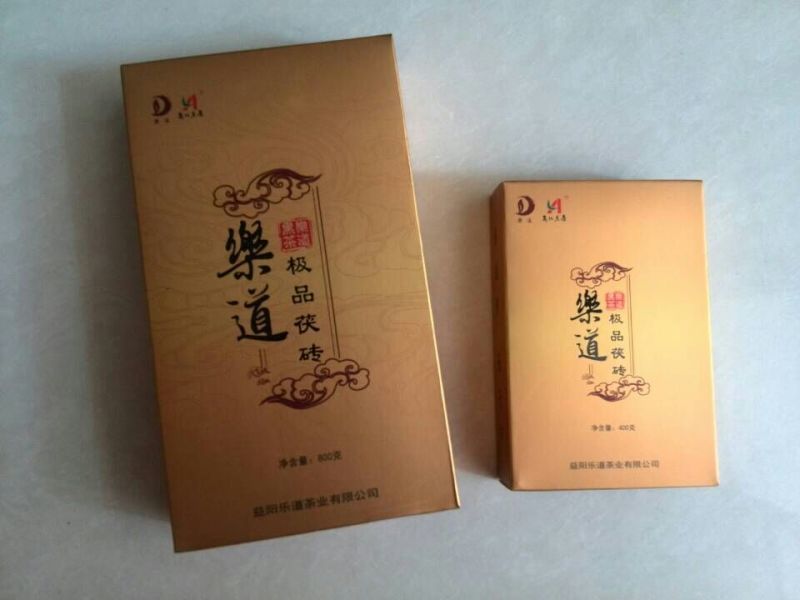 樂道
極品茯砖
净含量：800克
益阳乐道茶业有限公司
樂道
极品茯砖
净含量：400克
益阳乐道茶业有限公司